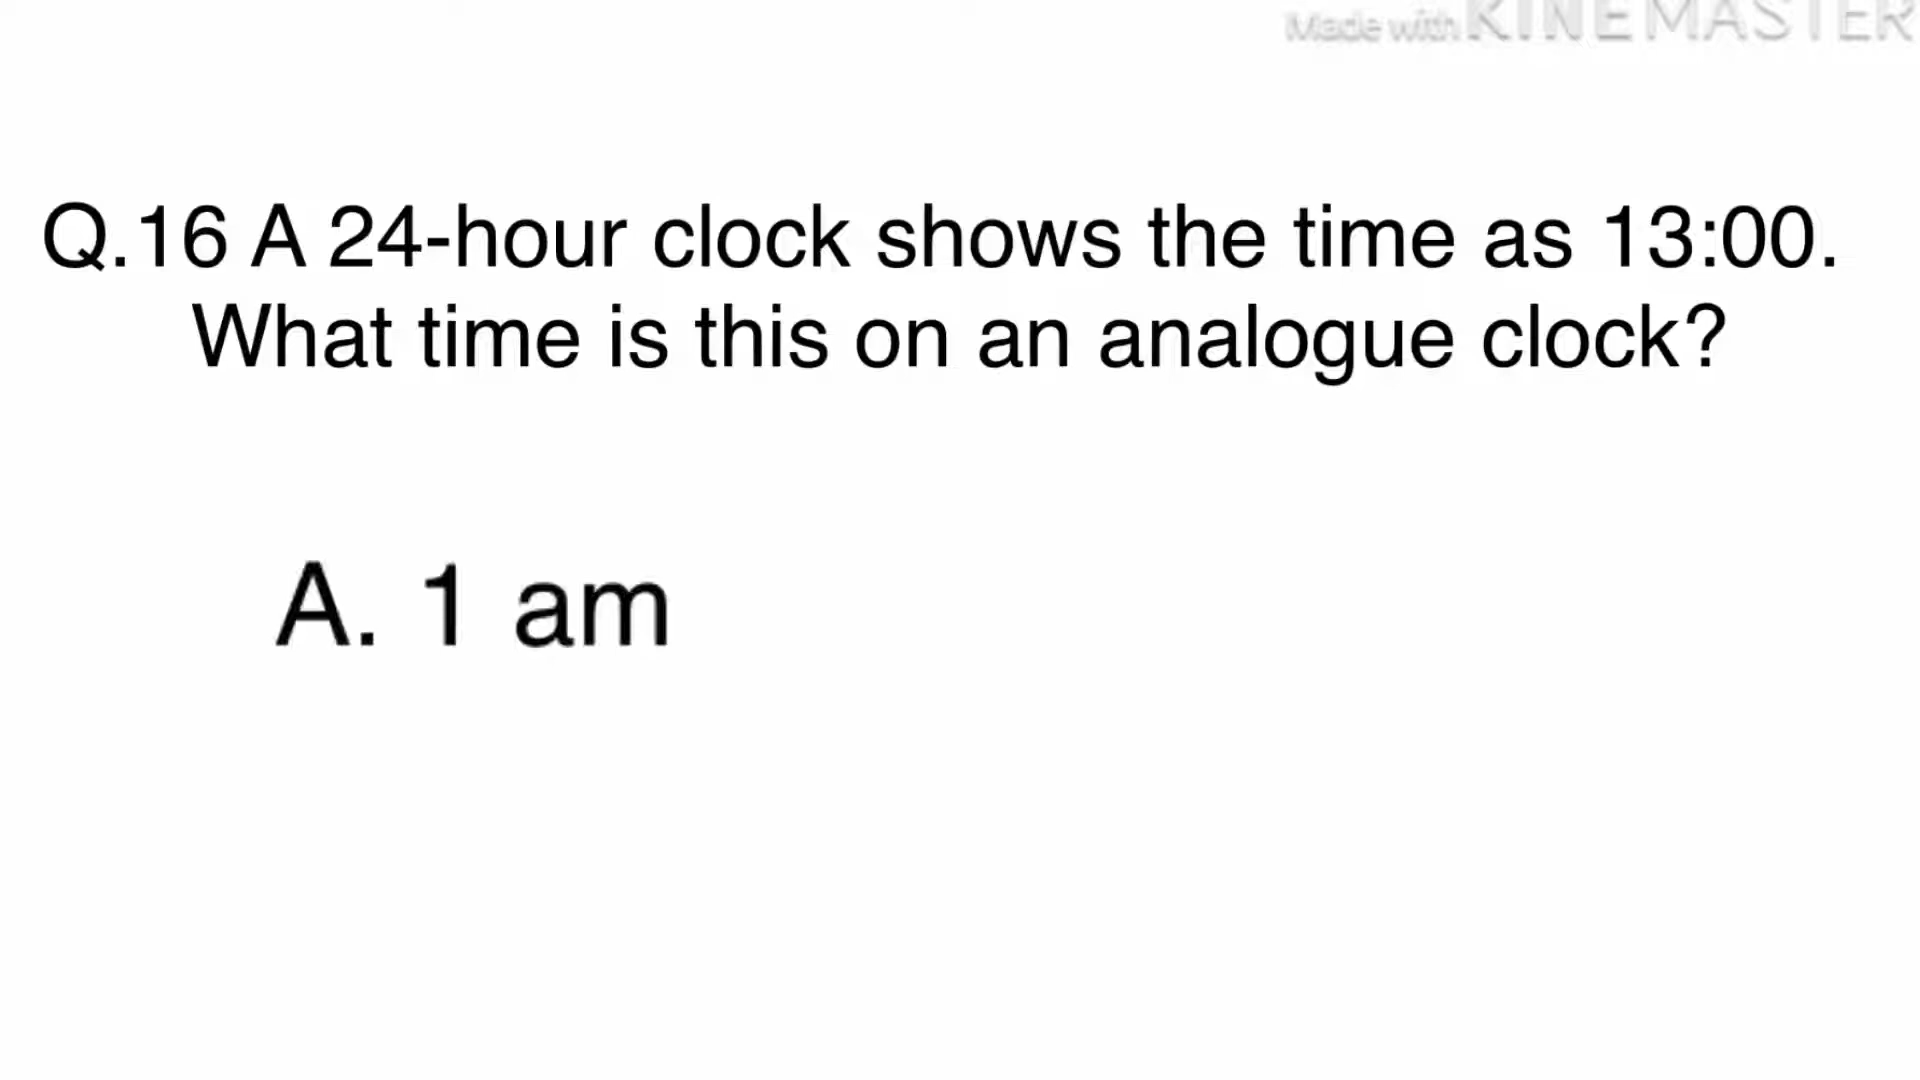 Made with KINEMASTER
Q.16 A 24-hour clock shows the time as 13:00.
What time is this on an analogue clock?
A. 1 am